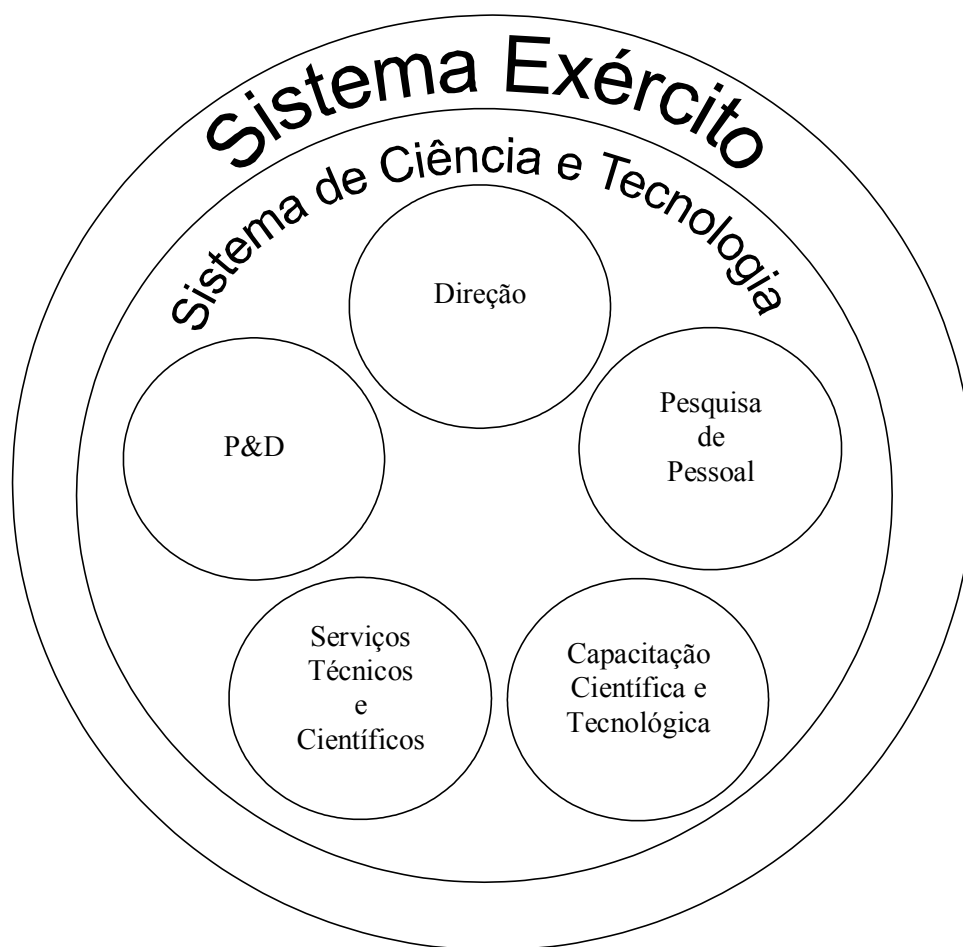 Sistema Exército
Sistema de Ciência e Tecnologia
Direção
P&D
Pesquisa
de
Pessoal
Serviços
Técnicos
e
Científicos
Capacitação
Científica e
Tecnológica